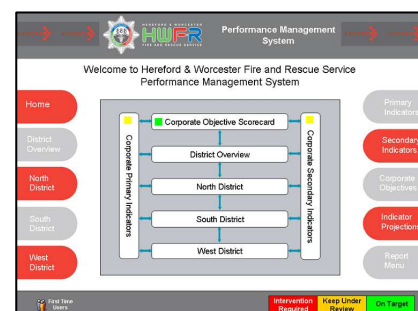 HEREFORD & WORCESTER
HWFR
FIRE AND RESCUE SERVICE
Performance Management
System
Welcome to Hereford & Worcester Fire and Rescue Service
Performance Management System
Home
District
Overview
North
District
South
District
West
District
Corporate Primary Indicators
Corporate Objective Scorecard
District Overview
North District
South District
West District
Corporate Secondary Indicators
Primary
Indicators
Secondary
Indicators
Corporate
Objectives
Indicator
Projections
Report
Menu
First Time
Users
Intervention
Required
Keep Under
Review
On Target